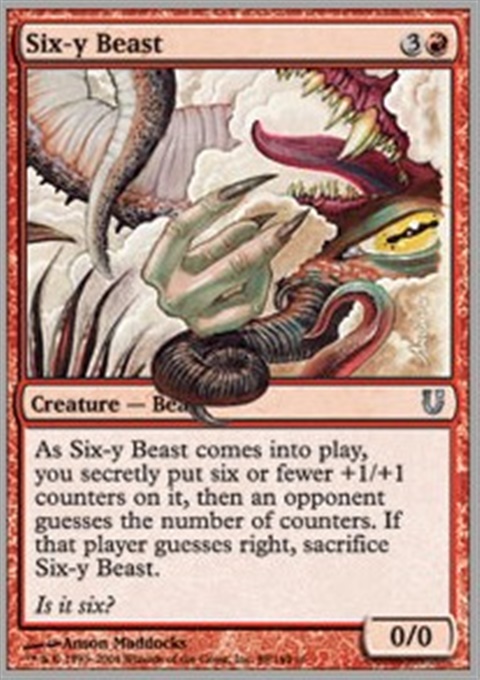 Six-y Beast 3
Creature — Bea
As Six-y Beast comes into play,
you secretly put six or fewer +1/+1
counters on it, then an opponent
guesses the number of counters. If
that player guesses right, sacrifice
Six-y Beast.
Is it six?
Anson Maddocks
0/0